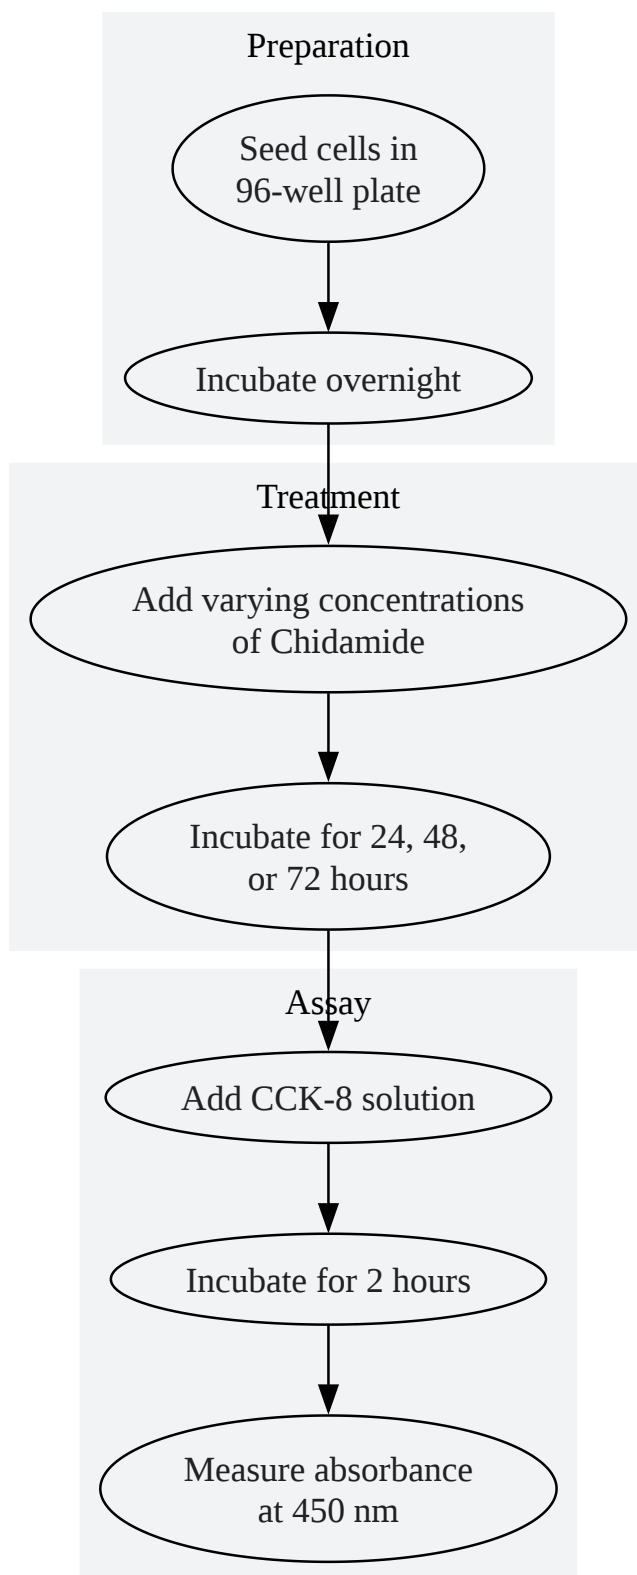 Preparation
Seed cells in
96-well plate
Incubate overnight
Treatment
Add varying concentrations
of Chidamide
Incubate for 24, 48,
or 72 hours
Assay
Add CCK-8 solution
Incubate for 2 hours
Measure absorbance
at 450 nm